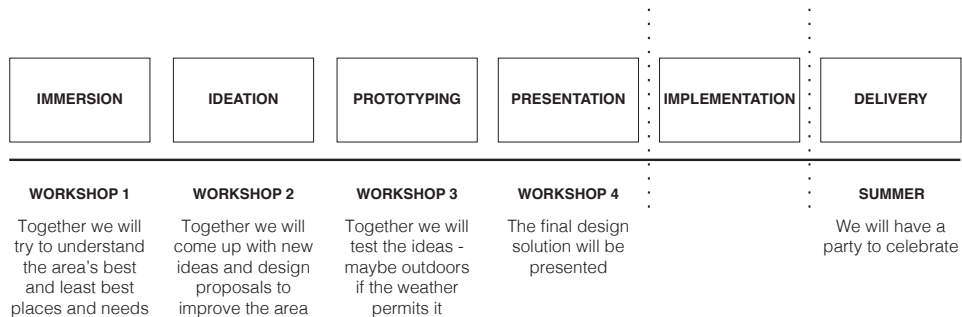 IMMERSION
IDEATION
PROTOTYPING
PRESENTATION
IMPLEMENTATION
DELIVERY
WORKSHOP 1
Together we will
try to understand
the area's best
and least best
places and needs
WORKSHOP 2
Together we will
come up with new
ideas and design
proposals to
improve the area
WORKSHOP 3
Together we will
test the ideas -
maybe outdoors
if the weather
permits it
WORKSHOP 4
The final design
solution will be
presented
SUMMER
We will have a
party to celebrate